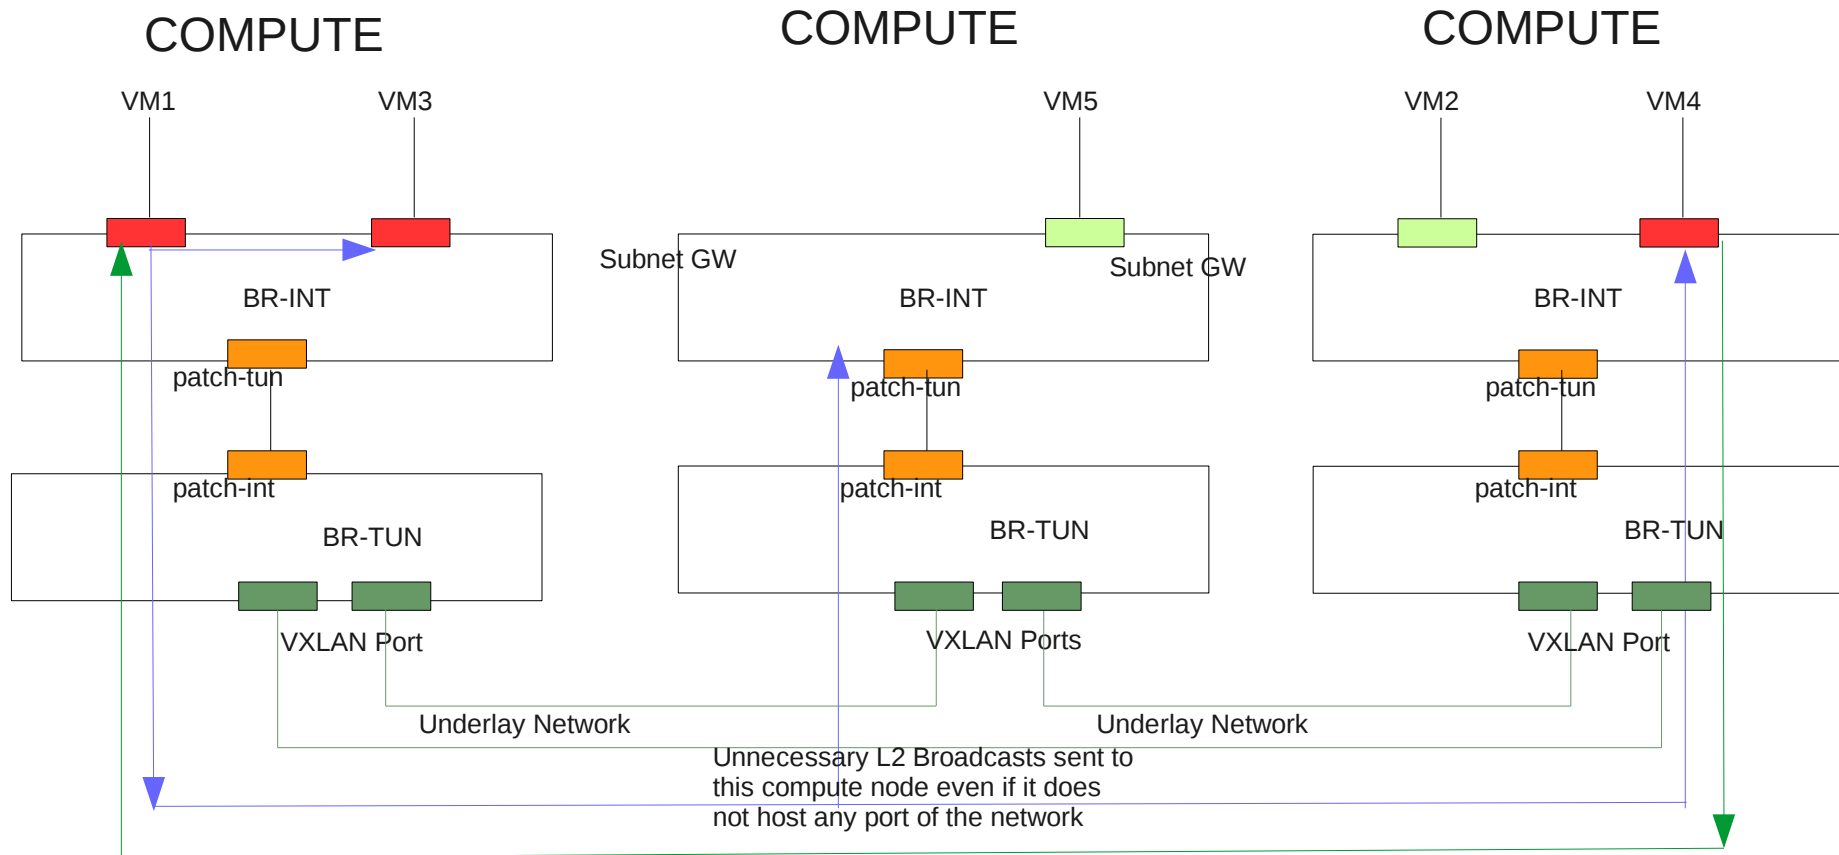 COMPUTE
COMPUTE
COMPUTE
VM1
VM3
VM5
VM2
VM4
Subnet GW
Subnet GW
BR-INT
BR-INT
BR-INT
patch-tun
patch-tun
patch-tun
patch-int
patch-int
patch-int
BR-TUN
BR-TUN
BR-TUN
VXLAN Port
VXLAN Ports
VXLAN Port
Underlay Network
Underlay Network
Unnecessary L2 Broadcasts sent to
this compute node even if it does
not host any port of the network